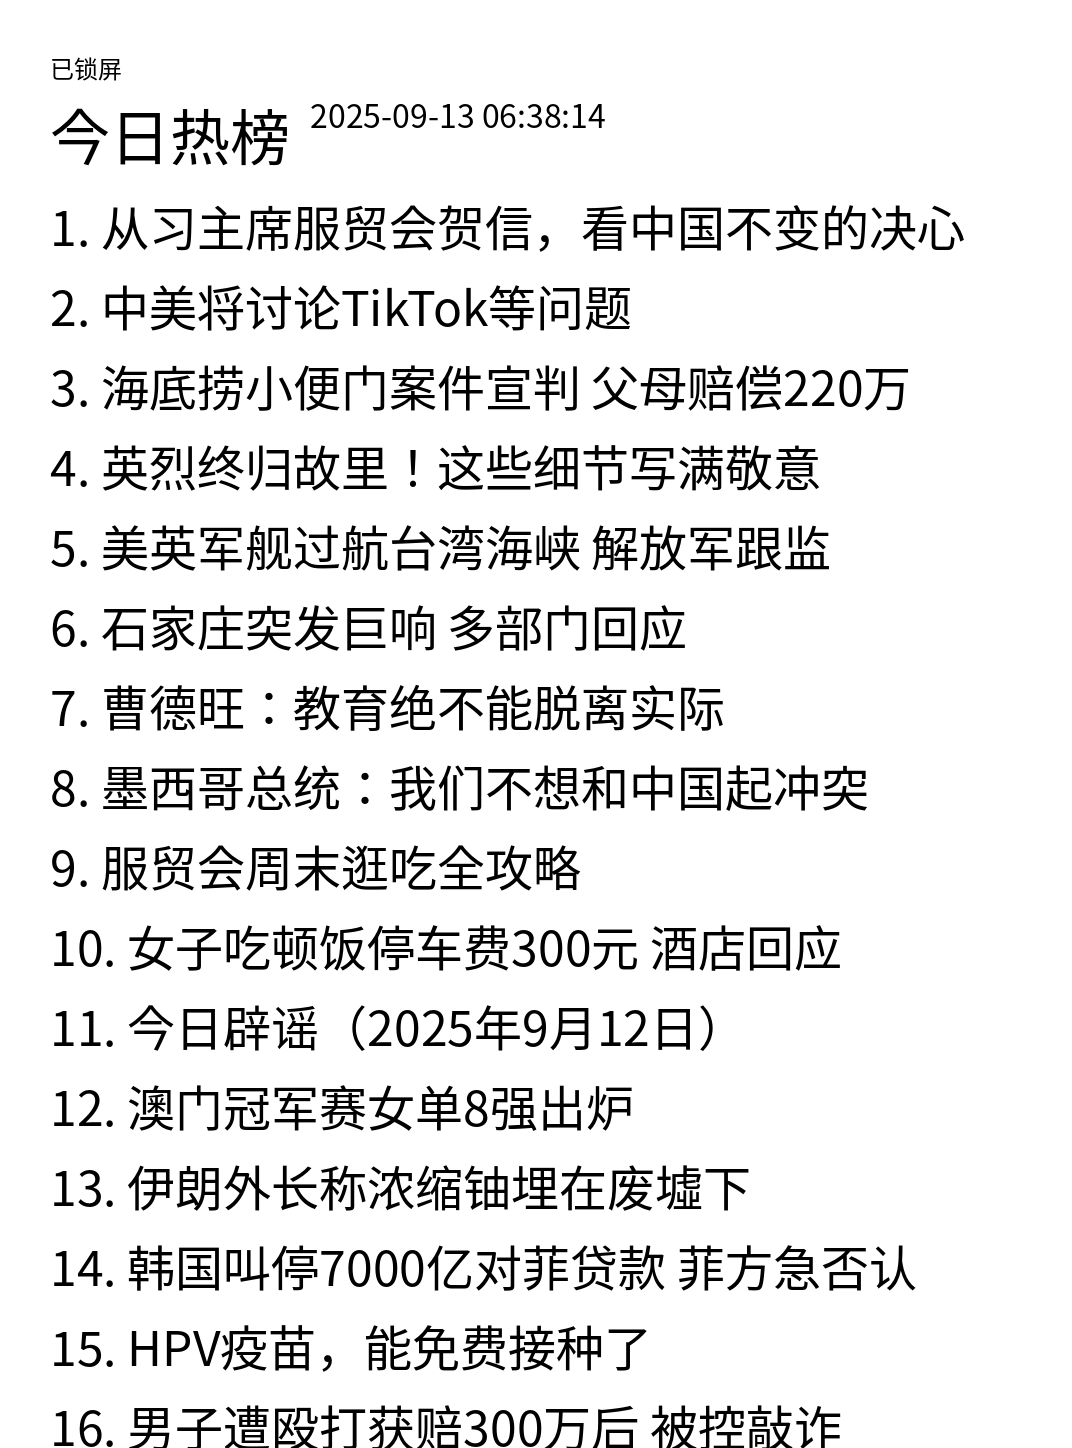 已锁屏
今日热榜 2025-09-13 06:38:14
1. 从习主席服贸会贺信，看中国不变的决心
2. 中美将讨论TikTok等问题
3. 海底捞小便门案件宣判 父母赔偿220万
4. 英烈终归故里！这些细节写满敬意
5. 美英军舰过航台湾海峡 解放军跟监
6. 石家庄突发巨响 多部门回应
7. 曹德旺：教育绝不能脱离实际
8. 墨西哥总统：我们不想和中国起冲突
9. 服贸会周末逛吃全攻略
10. 女子吃顿饭停车费300元 酒店回应
11. 今日辟谣（2025年9月12日）
12. 澳门冠军赛女单8强出炉
13. 伊朗外长称浓缩铀埋在废墟下
14. 韩国叫停7000亿对菲贷款 菲方急否认
15. HPV疫苗，能免费接种了
16. 男子遭殴打获赔300万后 被控敲诈